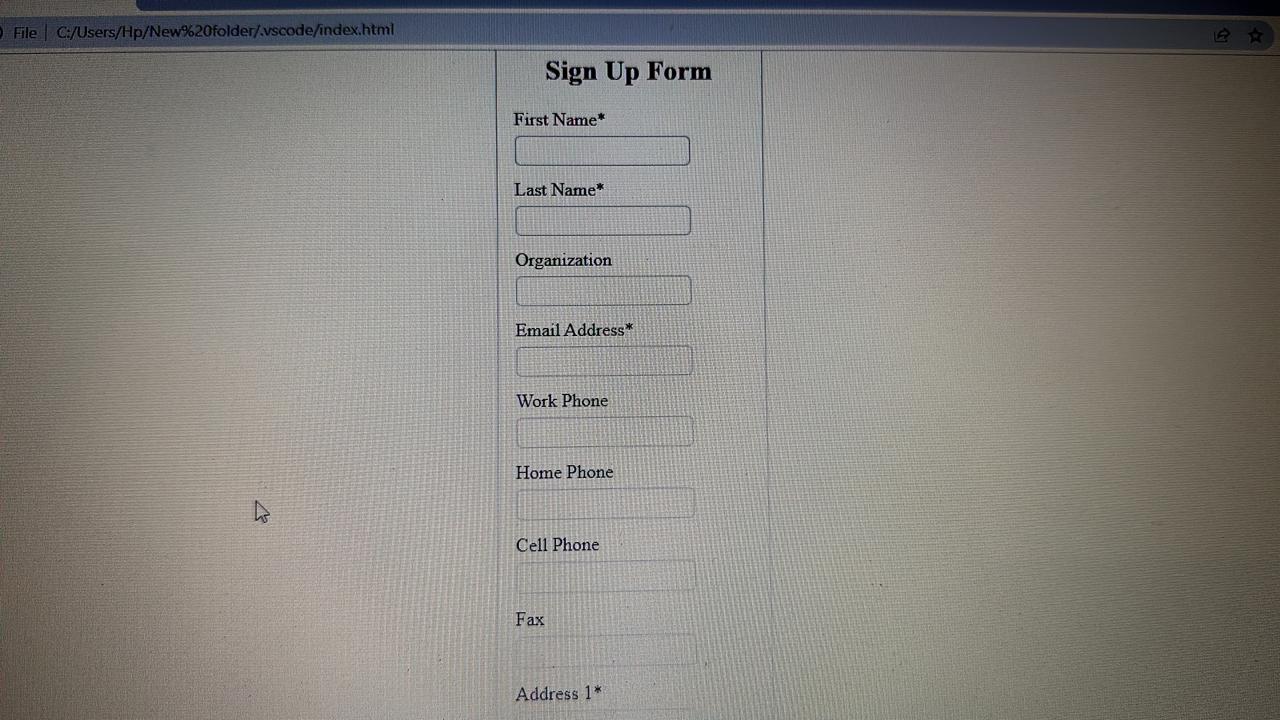 File | C:/Users/Hp/New%20folder/.vscode/index.html
Sign Up Form
First Name*
Last Name*
Organization
Email Address*
Work Phone
Home Phone
Cell Phone
Fax
Address 1*